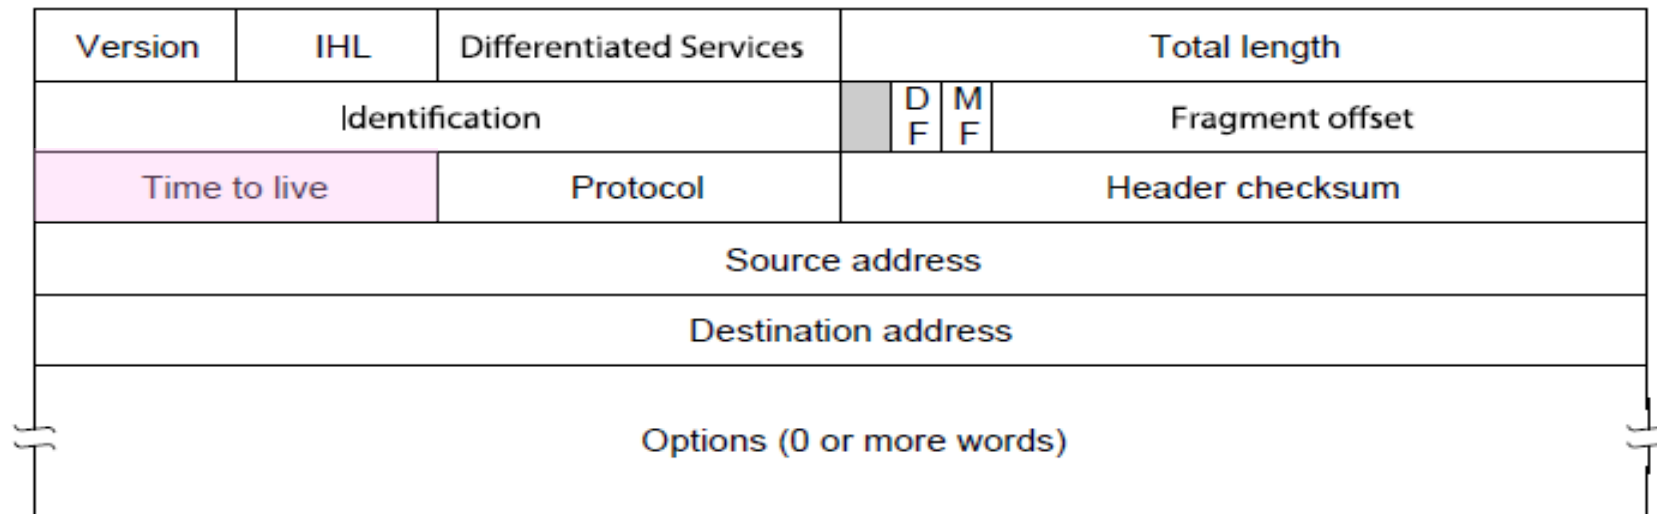 Version IHL Differentiated Services Total length
Identification D F M F Fragment offset
Time to live Protocol Header checksum
Source address
Destination address
Options (0 or more words)